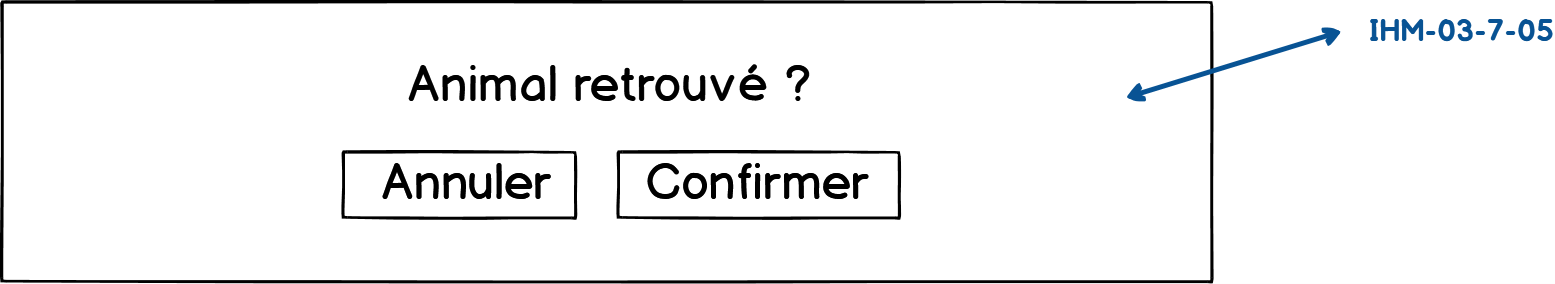 IHM-03-7-05
Animal retrouvé ?
Annuler
Confirmer